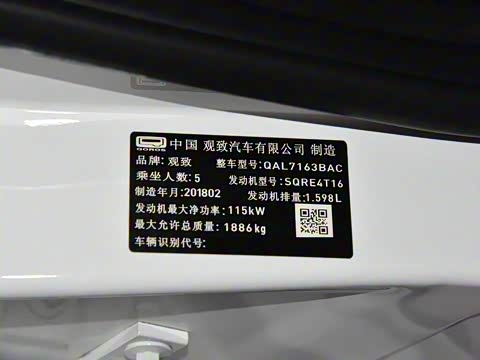 QOROS 中国 观致汽车有限公司 制造
品牌: 观致 整车型号: QAL7163BAC
乘坐人数: 5 发动机型号: SQRE4T16
制造年月: 201802 发动机排量: 1.598L
发动机最大净功率: 115kW
最大允许总质量: 1886kg
车辆识别代号: